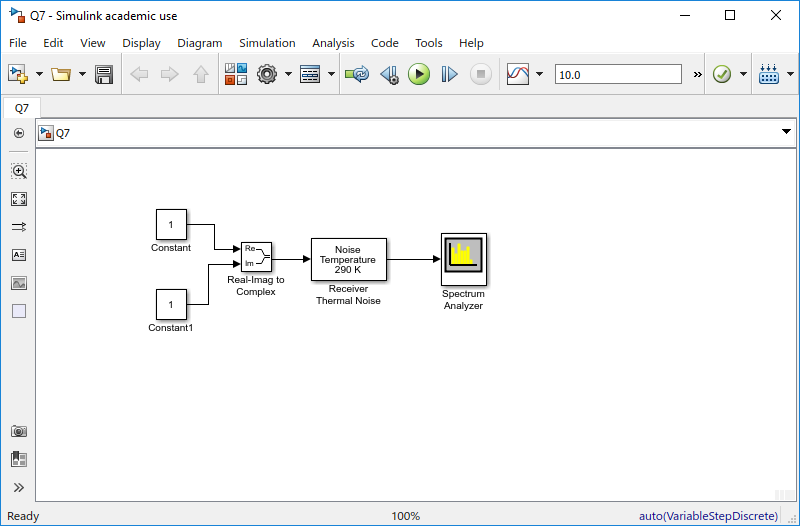 Q7 - Simulink academic use
File Edit View Display Diagram Simulation Analysis Code Tools Help
10.0 »
Q7
Q7
1
Constant
Re
Im
Real-Imag to
Complex
1
Constant1
Noise
Temperature
290 K
Receiver
Thermal Noise
Spectrum
Analyzer
Ready 100% auto(VariableStepDiscrete)